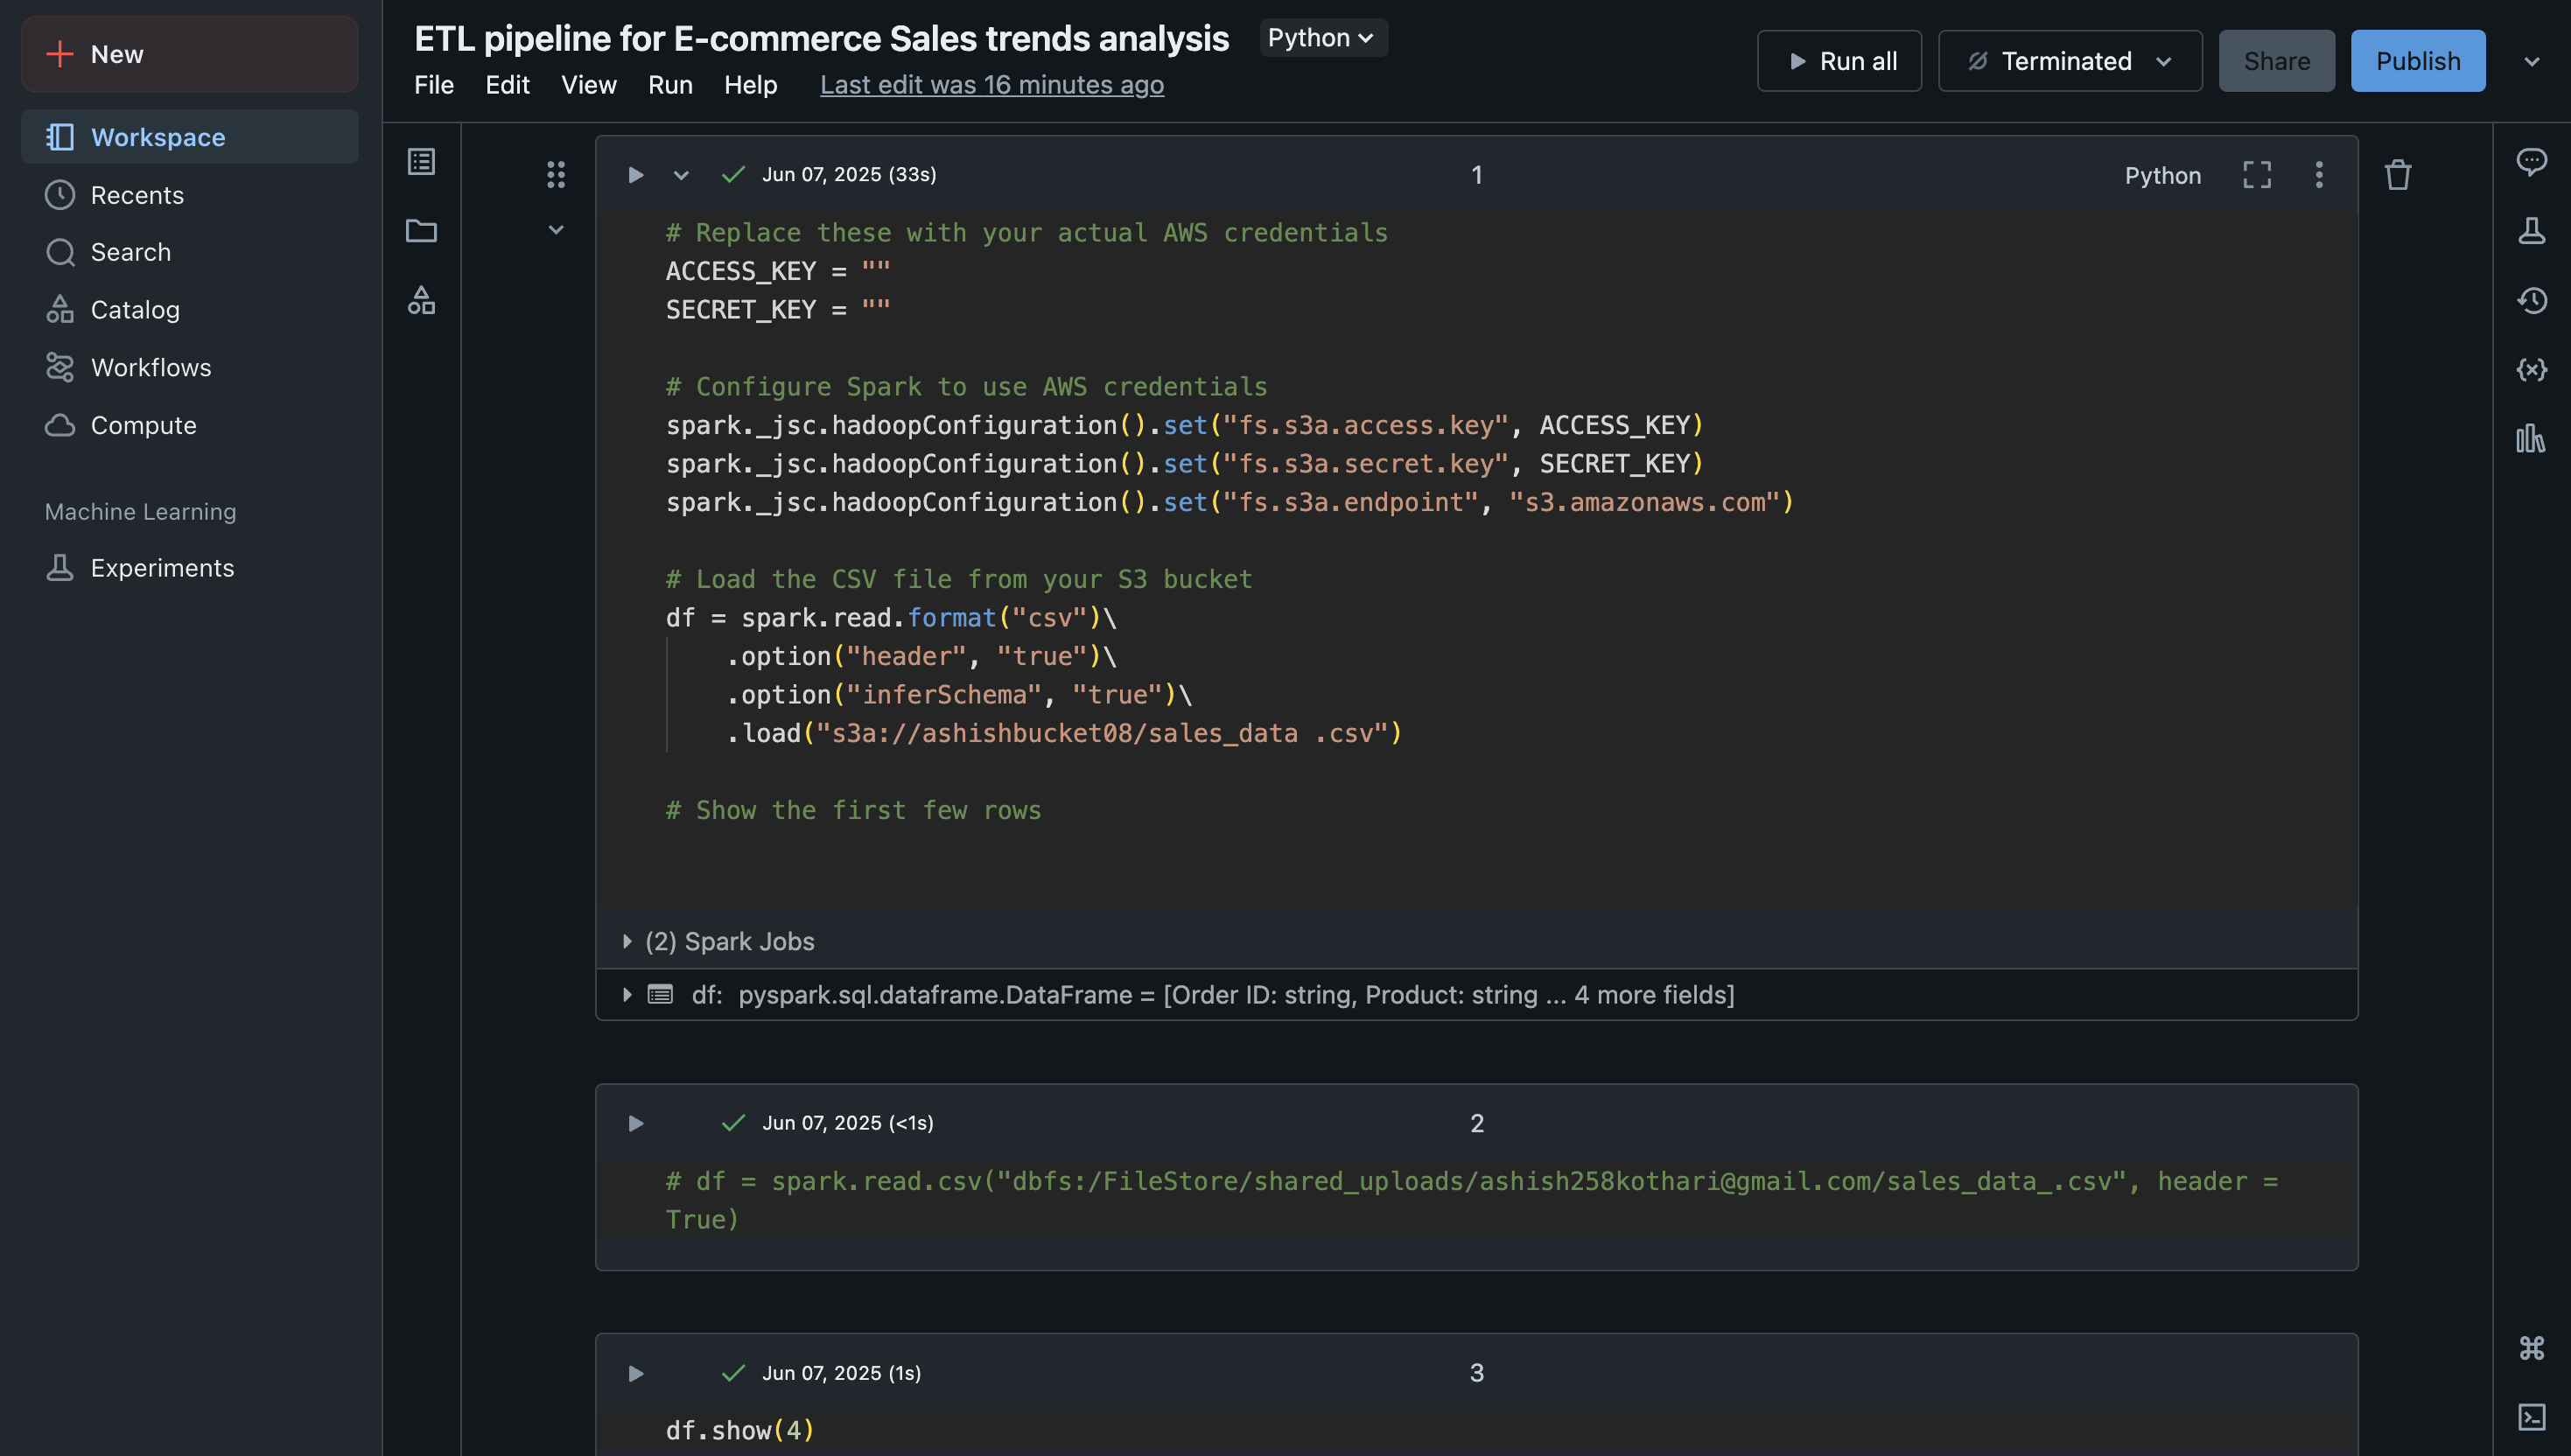 New
Workspace
Recents
Search
Catalog
Workflows
Compute
Machine Learning
Experiments
ETL pipeline for E-commerce Sales trends analysis Python
File Edit View Run Help Last edit was 16 minutes ago
Run all Terminated Share Publish
Jun 07, 2025 (33s) 1 Python
# Replace these with your actual AWS credentials
ACCESS_KEY = ""
SECRET_KEY = ""
# Configure Spark to use AWS credentials
spark._jsc.hadoopConfiguration().set("fs.s3a.access.key", ACCESS_KEY)
spark._jsc.hadoopConfiguration().set("fs.s3a.secret.key", SECRET_KEY)
spark._jsc.hadoopConfiguration().set("fs.s3a.endpoint", "s3.amazonaws.com")
# Load the CSV file from your S3 bucket
df = spark.read.format("csv")\
    .option("header", "true")\
    .option("inferSchema", "true")\
    .load("s3a://ashishbucket08/sales_data .csv")
# Show the first few rows
(2) Spark Jobs
df: pyspark.sql.dataframe.DataFrame = [Order ID: string, Product: string ... 4 more fields]
Jun 07, 2025 (<1s) 2
# df = spark.read.csv("dbfs:/FileStore/shared_uploads/ashish258kothari@gmail.com/sales_data_.csv", header =
True)
Jun 07, 2025 (1s) 3
df.show(4)